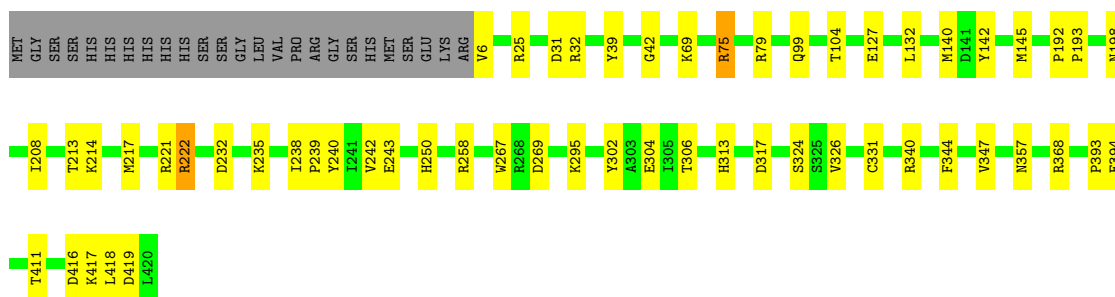 MET GLY SER SER HIS HIS HIS HIS HIS HIS SER SER GLY LEU VAL PRO ARG GLY SER HIS MET SER GLU LYS ARG V6 R25 D31 R32 Y39 G42 K69 R75 R79 Q99 T104 E127 L132 M140 D141 Y142 M145 P192 P193 N198
I208 T213 K214 M217 R221 R222 D232 K235 I238 P239 Y240 I241 V242 E243 H250 R258 W267 R268 D269 K295 Y302 A303 E304 I305 T306 H313 D317 S324 S325 V326 C331 R340 F344 V347 N357 R368 P393
T411 D416 K417 L418 D419 L420